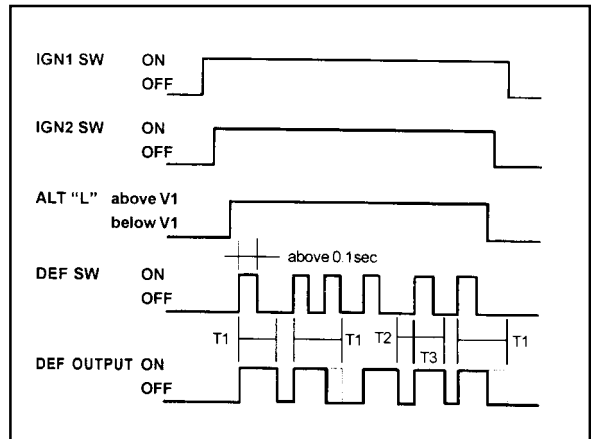 IGN1 SW ON
OFF
IGN2 SW ON
OFF
ALT “L” above V1
below V1
above 0.1sec
DEF SW ON
OFF
T1 T1 T2 T3 T1
DEF OUTPUT ON
OFF